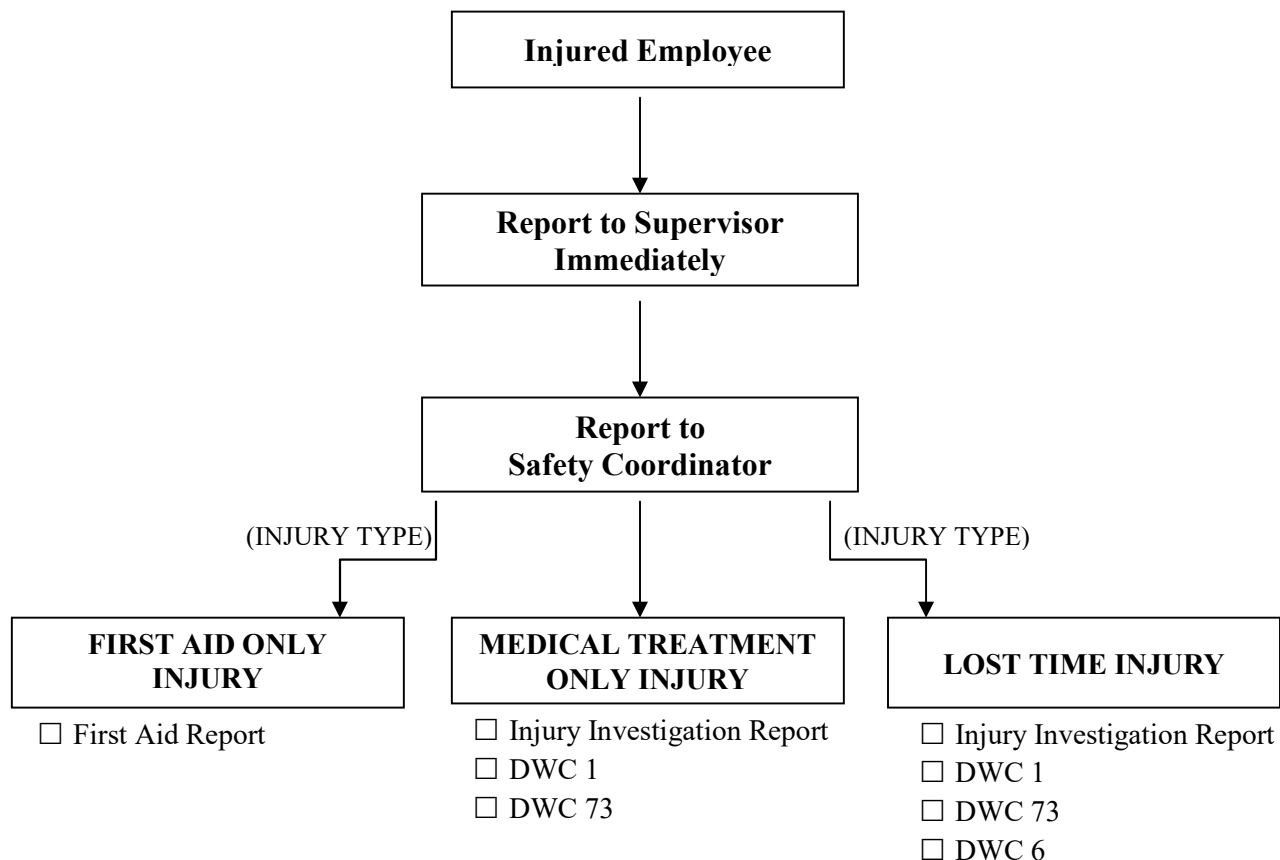 Injured Employee
Report to Supervisor
Immediately
Report to
Safety Coordinator
(INJURY TYPE)
(INJURY TYPE)
FIRST AID ONLY
INJURY
☐ First Aid Report
MEDICAL TREATMENT
ONLY INJURY
☐ Injury Investigation Report
☐ DWC 1
☐ DWC 73
LOST TIME INJURY
☐ Injury Investigation Report
☐ DWC 1
☐ DWC 73
☐ DWC 6